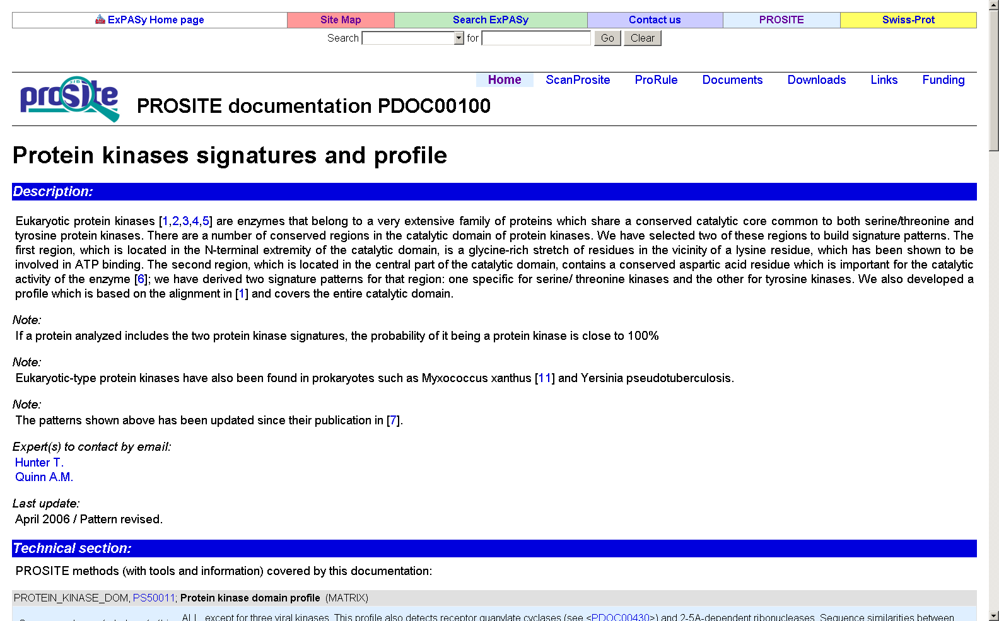 ExPASy Home page Site Map Search ExPASy Contact us PROSITE Swiss-Prot
Search for Go Clear
Home ScanProsite ProRule Documents Downloads Links Funding
SIB
prosite
PROSITE documentation PDOC00100
Protein kinases signatures and profile
Description:
Eukaryotic protein kinases [1,2,3,4,5] are enzymes that belong to a very extensive family of proteins which share a conserved catalytic core common to both serine/threonine and
tyrosine protein kinases. There are a number of conserved regions in the catalytic domain of protein kinases. We have selected two of these regions to build signature patterns. The
first region, which is located in the N-terminal extremity of the catalytic domain, is a glycine-rich stretch of residues in the vicinity of a lysine residue, which has been shown to be
involved in ATP binding. The second region, which is located in the central part of the catalytic domain, contains a conserved aspartic acid residue which is important for the catalytic
activity of the enzyme [6]; we have derived two signature patterns for that region: one specific for serine/ threonine kinases and the other for tyrosine kinases. We also developed a
profile which is based on the alignment in [1] and covers the entire catalytic domain.
Note:
If a protein analyzed includes the two protein kinase signatures, the probability of it being a protein kinase is close to 100%
Note:
Eukaryotic-type protein kinases have also been found in prokaryotes such as Myxococcus xanthus [11] and Yersinia pseudotuberculosis.
Note:
The patterns shown above has been updated since their publication in [7].
Expert(s) to contact by email:
Hunter T.
Quinn A.M.
Last update:
April 2006 / Pattern revised.
Technical section:
PROSITE methods (with tools and information) covered by this documentation:
PROTEIN_KINASE_DOM, PS50011; Protein kinase domain profile (MATRIX)
ALL, except for three viral kinases. This profile also detects receptor guanylate cyclases (see <PDOC00430>) and 2-5A-dependent ribonucleases. Sequence similarities between